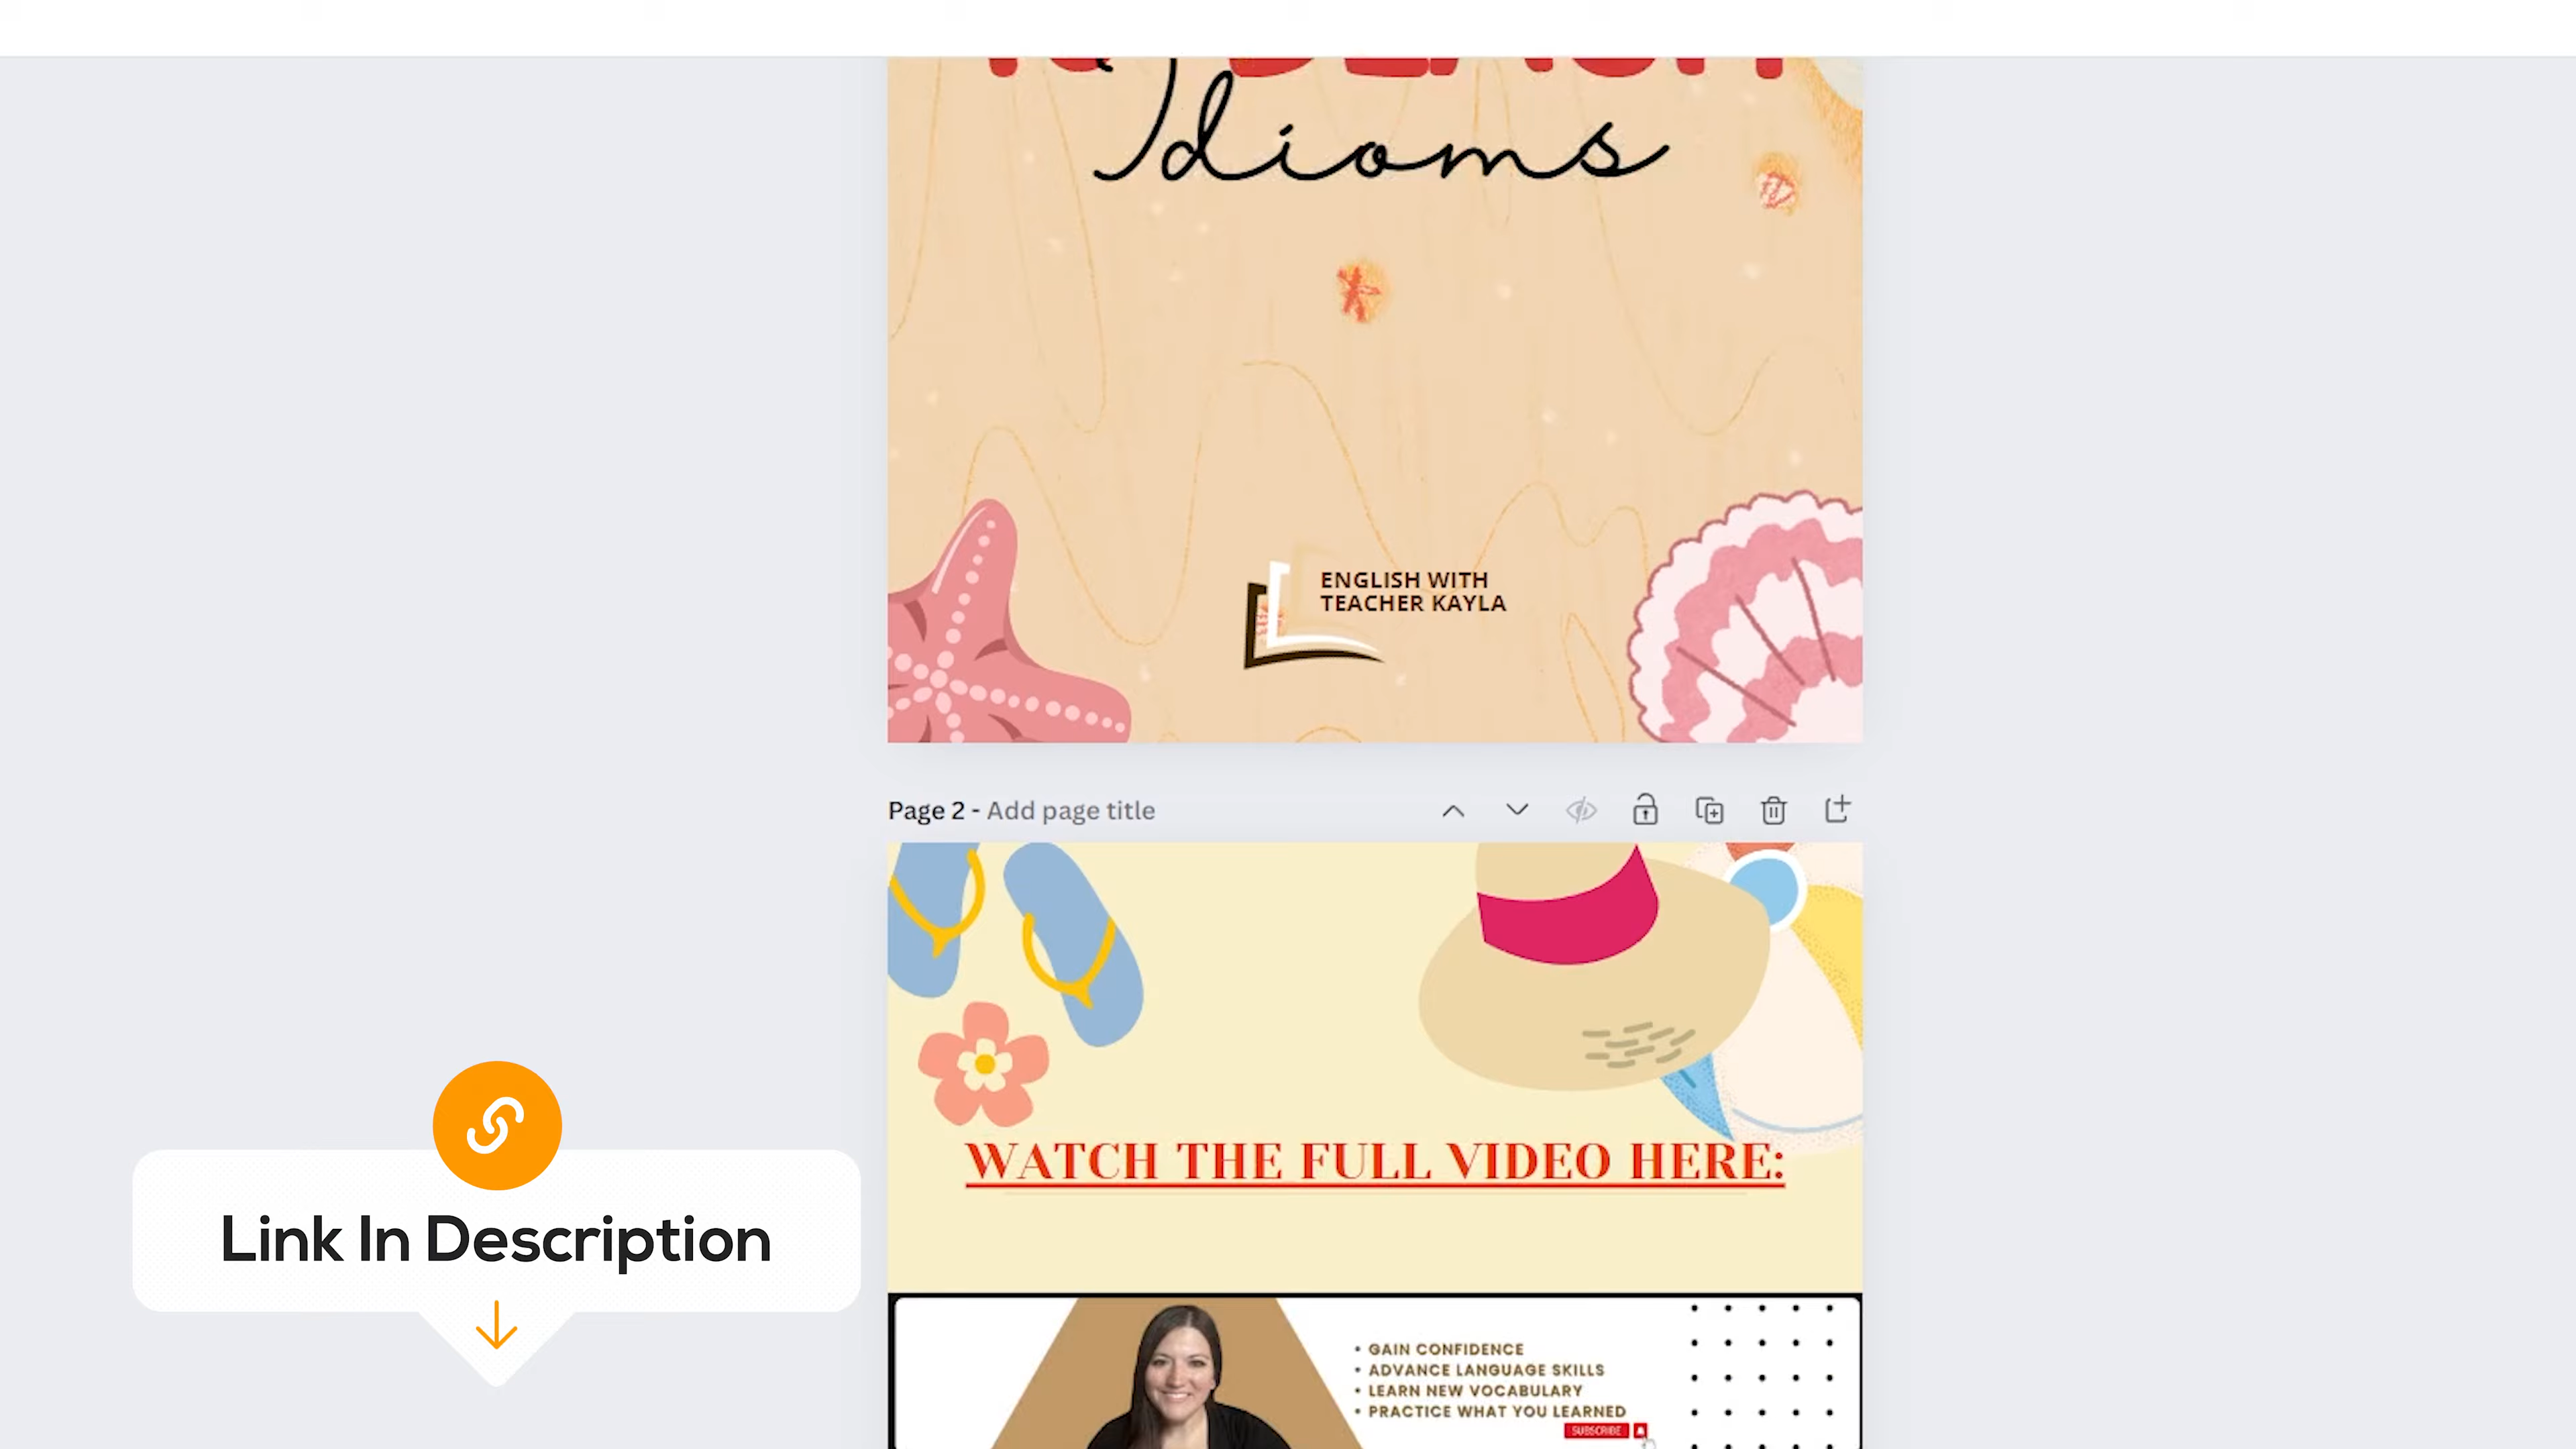 Idioms
ENGLISH WITH
TEACHER KAYLA
Page 2 - Add page title
WATCH THE FULL VIDEO HERE:
Link In Description
• GAIN CONFIDENCE
• ADVANCE LANGUAGE SKILLS
• LEARN NEW VOCABULARY
• PRACTICE WHAT YOU LEARNED
SUBSCRIBE